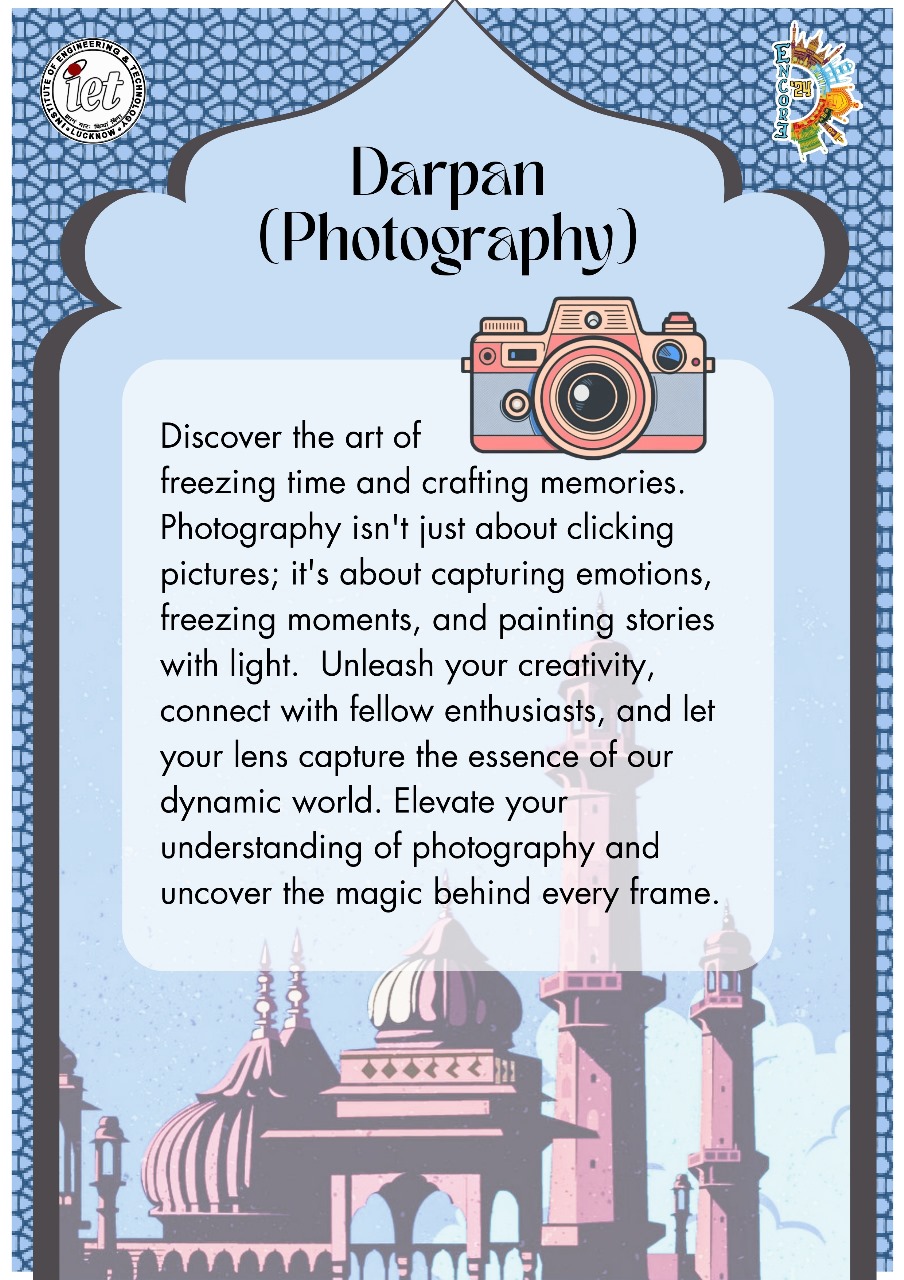 INSTITUTE OF ENGINEERING & TECHNOLOGY
iet
• LUCKNOW •
ENCORE
'24
Darpan
(Photography)
Discover the art of
freezing time and crafting memories.
Photography isn't just about clicking
pictures; it's about capturing emotions,
freezing moments, and painting stories
with light.  Unleash your creativity,
connect with fellow enthusiasts, and let
your lens capture the essence of our
dynamic world. Elevate your
understanding of photography and
uncover the magic behind every frame.